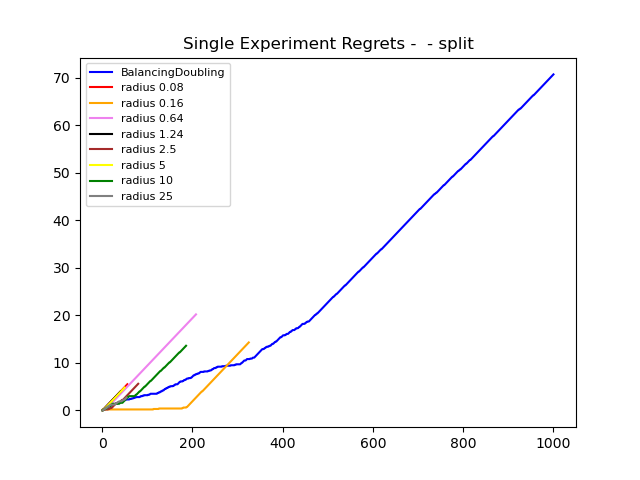 Single Experiment Regrets -  - split
70
60
50
40
30
20
10
0
BalancingDoubling
radius 0.08
radius 0.16
radius 0.64
radius 1.24
radius 2.5
radius 5
radius 10
radius 25
0 200 400 600 800 1000